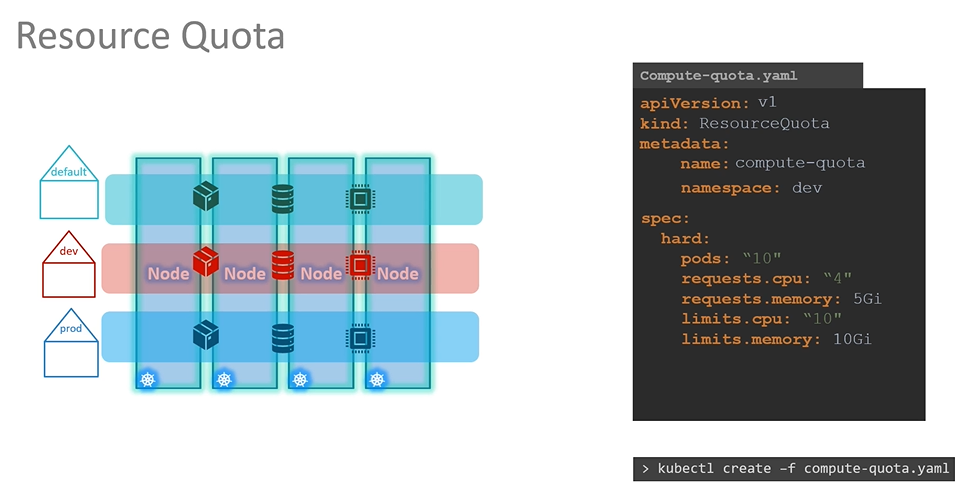 Resource Quota
Compute-quota.yaml
apiVersion: v1
kind: ResourceQuota
metadata:
name: compute-quota
namespace: dev
spec:
hard:
pods: “10"
requests.cpu: “4"
requests.memory: 5Gi
limits.cpu: “10"
limits.memory: 10Gi
> kubectl create –f compute-quota.yaml
default
dev
Node Node Node Node
prod